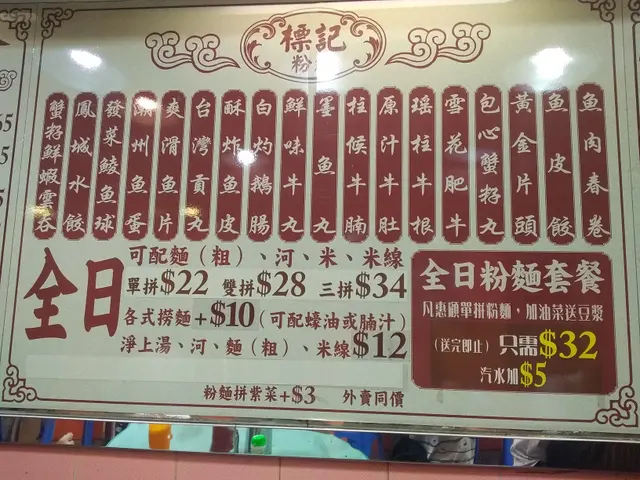 標記
粉
魚肉春卷
魚皮餃
黃金片頭
包心蟹籽丸
雪花肥牛
瑶柱牛根
原汁牛肚
柱候牛腩
墨魚丸
鮮味牛丸
白灼鵝腸
酥炸魚皮
台灣貢丸
爽滑魚片
潮州魚蛋
發菜鯪魚球
鳳城水餃
蟹籽鮮蝦雲吞
全日
可配麵（粗）、河、米、米線
單拼$22 雙拼$28 三拼$34
各式撈麵+$10（可配蠔油或腩汁）
淨上湯、河、麵（粗）、米線$12
粉麵拼紫菜+$3 外賣同價
全日粉麵套餐
凡惠顧單拼粉麵，加油菜送豆漿
（送完即止）只需$32
汽水加$5